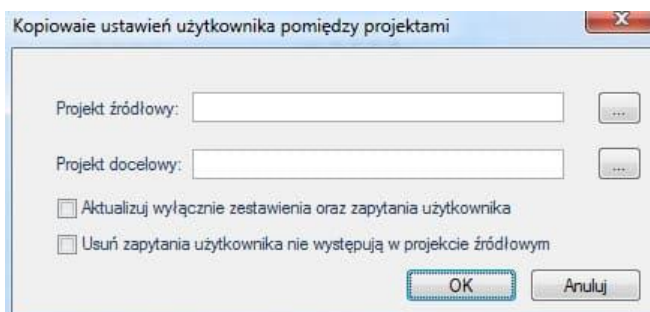 Kopiowaie ustawień użytkownika pomiędzy projektami
Projekt źródłowy:
...
Projekt docelowy:
...
Aktualizuj wyłącznie zestawienia oraz zapytania użytkownika
Usuń zapytania użytkownika nie występują w projekcie źródłowym
OK Anuluj